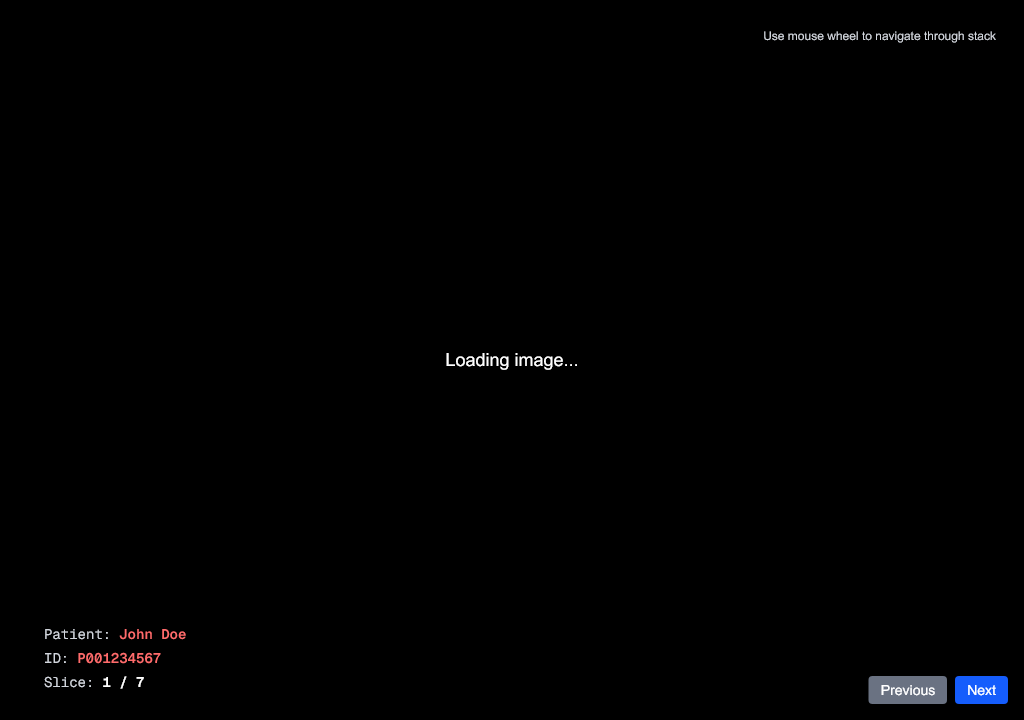 Use mouse wheel to navigate through stack
Loading image...
Patient: John Doe
ID: P001234567
Slice: 1 / 7
Previous
Next